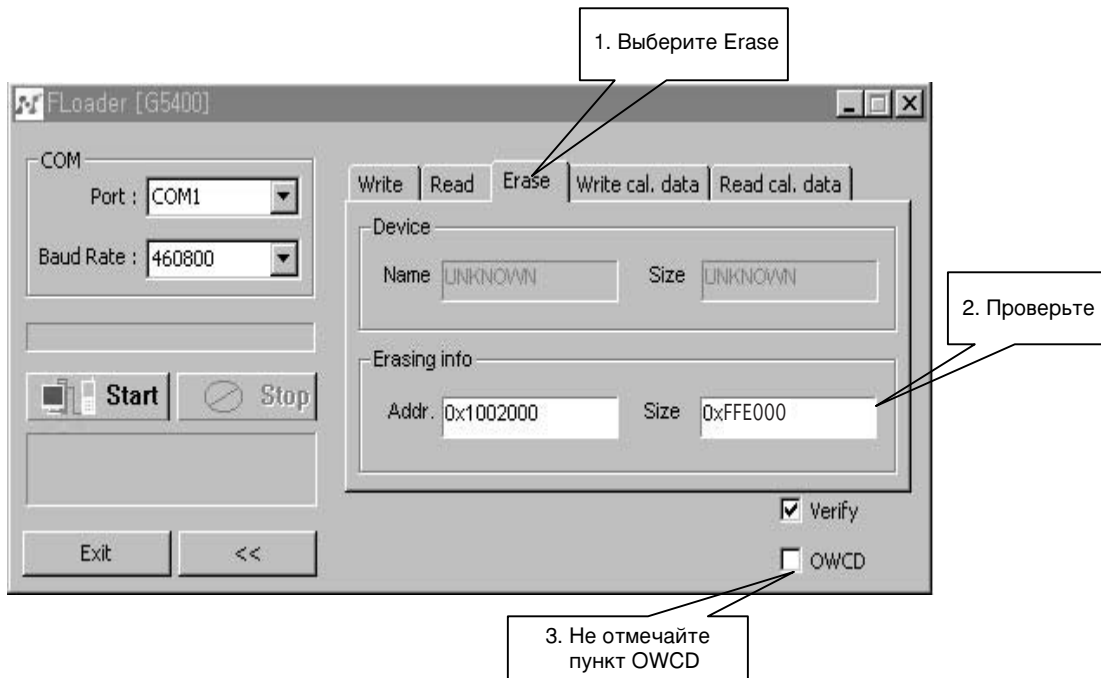 1. Выберите Erase
FLoader [G5400]
COM
Port : COM1
Baud Rate : 460800
Write Read Erase Write cal. data Read cal. data
Device
Name UNKNOWN Size UNKNOWN
2. Проверьте
Erasing info
Addr. 0x1002000 Size 0xFFE000
Start Stop
Verify
Exit <<
OWCD
3. Не отмечайте
пункт OWCD